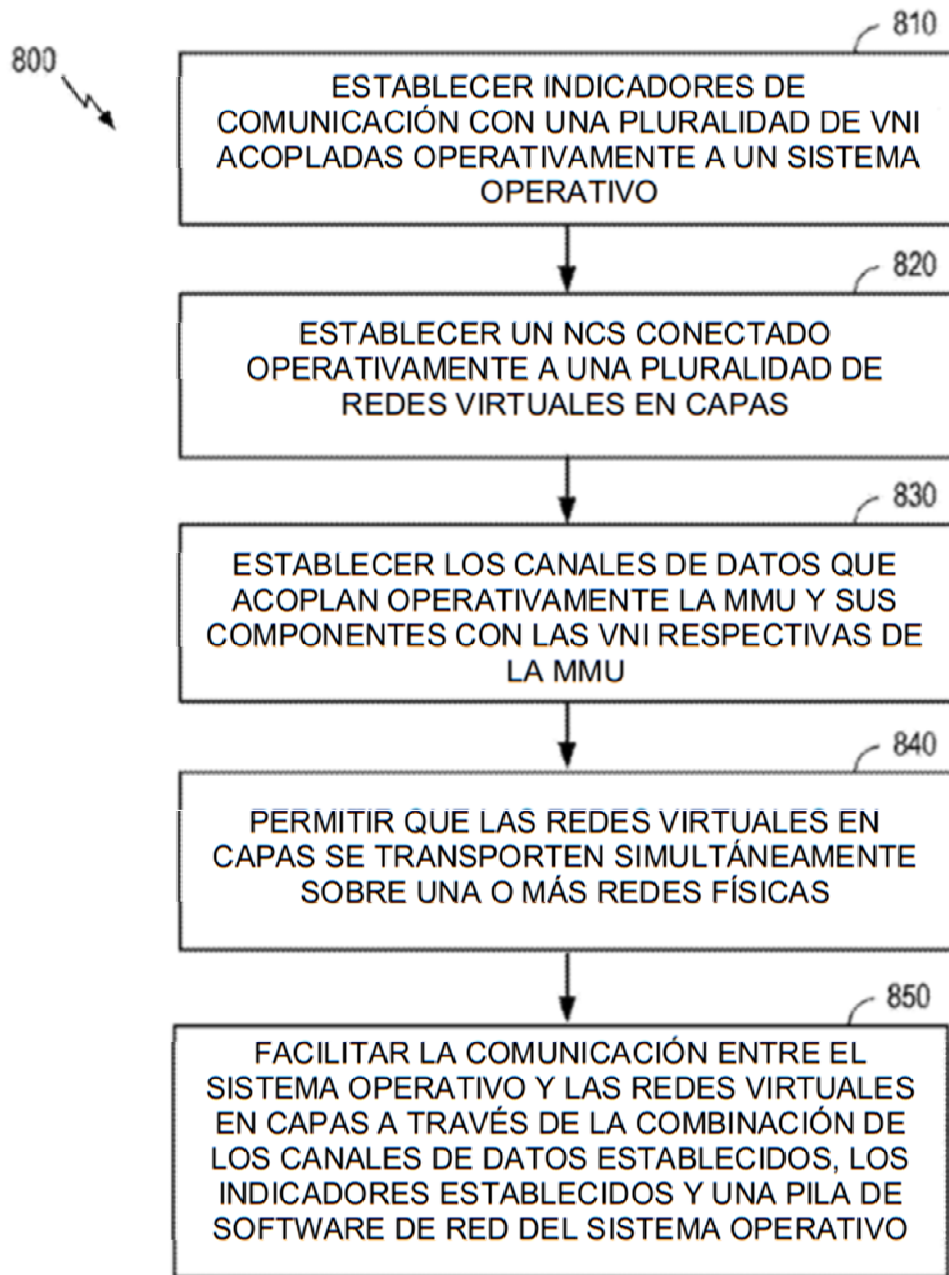 810
800
ESTABLECER INDICADORES DE
COMUNICACIÓN CON UNA PLURALIDAD DE VNI
ACOPLADAS OPERATIVAMENTE A UN SISTEMA
OPERATIVO
820
ESTABLECER UN NCS CONECTADO
OPERATIVAMENTE A UNA PLURALIDAD DE
REDES VIRTUALES EN CAPAS
830
ESTABLECER LOS CANALES DE DATOS QUE
ACOPLAN OPERATIVAMENTE LA MMU Y SUS
COMPONENTES CON LAS VNI RESPECTIVAS DE
LA MMU
840
PERMITIR QUE LAS REDES VIRTUALES EN
CAPAS SE TRANSPORTEN SIMULTÁNEAMENTE
SOBRE UNA O MÁS REDES FÍSICAS
850
FACILITAR LA COMUNICACIÓN ENTRE EL
SISTEMA OPERATIVO Y LAS REDES VIRTUALES
EN CAPAS A TRAVÉS DE LA COMBINACIÓN DE
LOS CANALES DE DATOS ESTABLECIDOS, LOS
INDICADORES ESTABLECIDOS Y UNA PILA DE
SOFTWARE DE RED DEL SISTEMA OPERATIVO